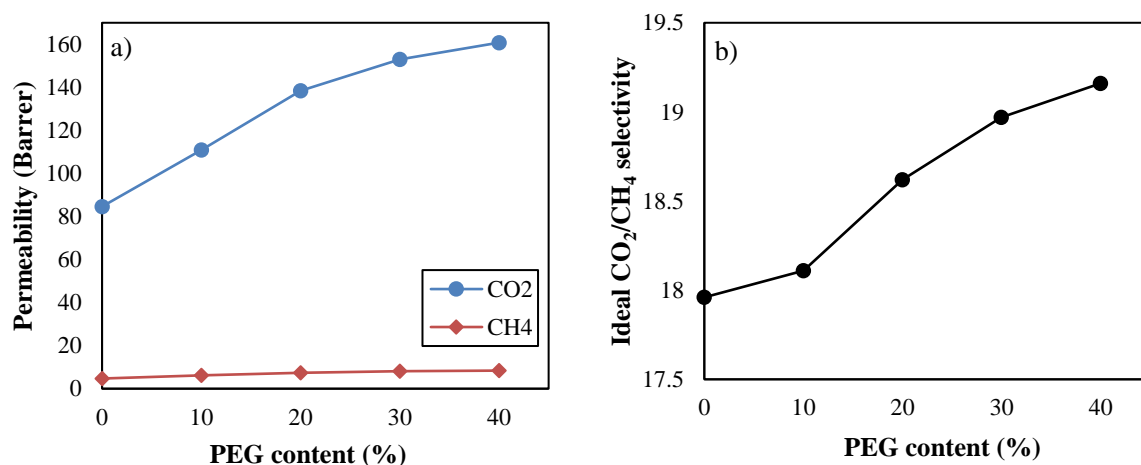 a)
Permeability (Barrer)
160
140
120
100
80
60
40
20
0
CO2
CH4
0 10 20 30 40
PEG content (%)
b)
Ideal CO₂/CH₄ selectivity
19.5
19
18.5
18
17.5
0 10 20 30 40
PEG content (%)